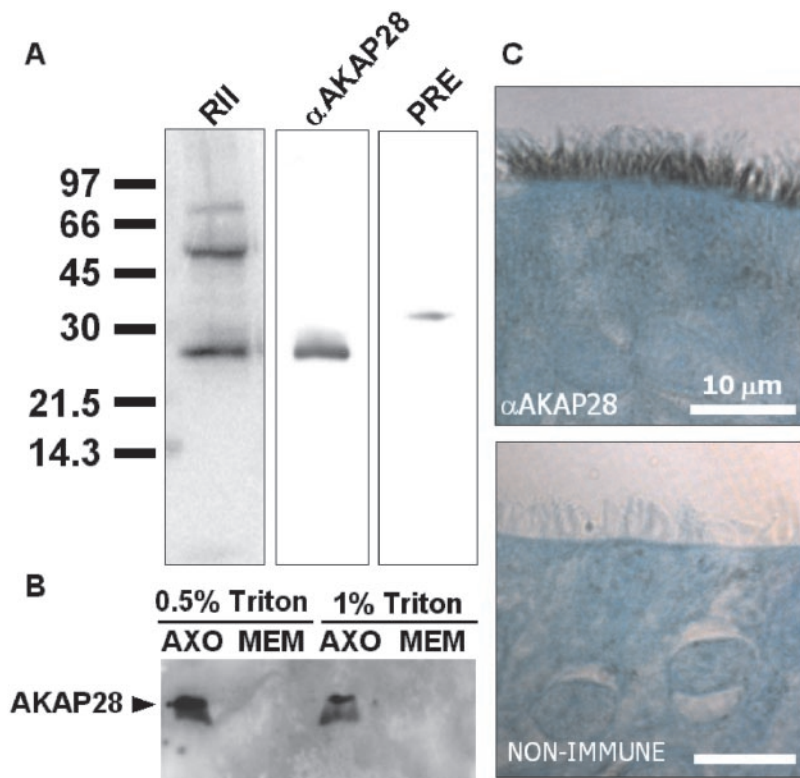 A
RII
αAKAP28
PRE
97
66
45
30
21.5
14.3
B
0.5% Triton 1% Triton
AXO MEM AXO MEM
AKAP28
C
αAKAP28
10 μm
NON-IMMUNE